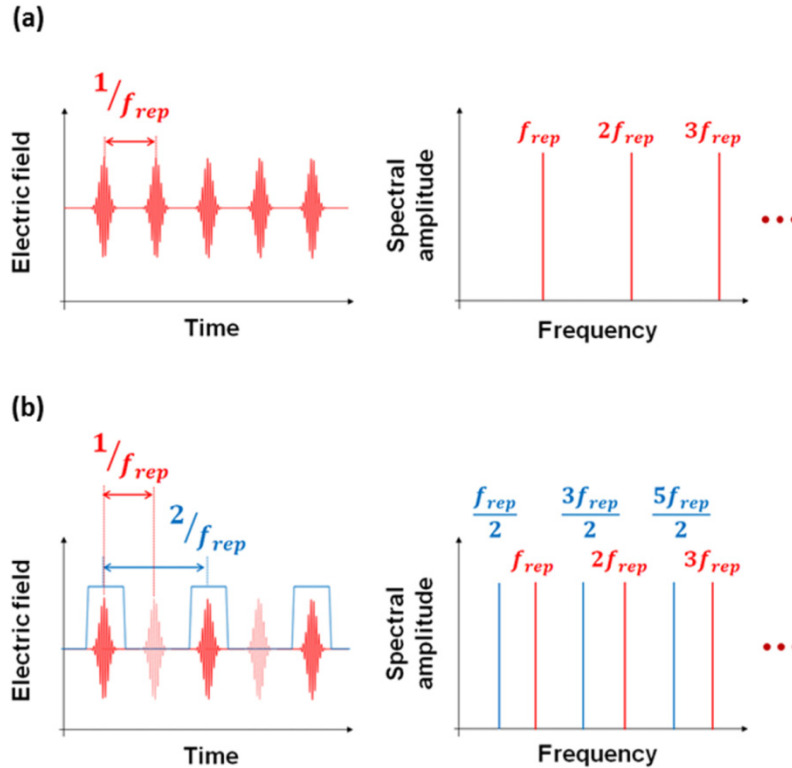 (a)
1/f_rep
Electric field
Time
f_rep 2f_rep 3f_rep
Spectral
amplitude
Frequency
(b)
1/f_rep
2/f_rep
Electric field
Time
f_rep/2 3f_rep/2 5f_rep/2
f_rep 2f_rep 3f_rep
Spectral
amplitude
Frequency